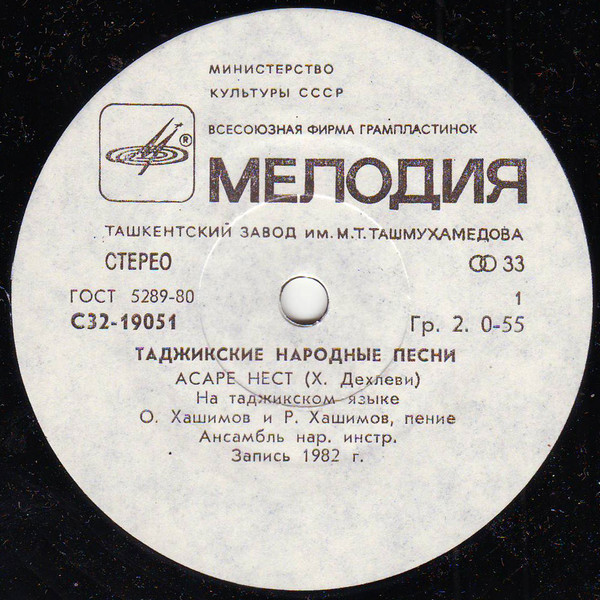 МИНИСТЕРСТВО
КУЛЬТУРЫ СССР
ВСЕСОЮЗНАЯ ФИРМА ГРАМПЛАСТИНОК
®
МЕЛОДИЯ
ТАШКЕНТСКИЙ ЗАВОД ИМ. М.Т. ТАШМУХАМЕДОВА
СТЕРЕО 33
ГОСТ 5289-80 1
С32-19051 Гр. 2. 0-55
ТАДЖИКСКИЕ НАРОДНЫЕ ПЕСНИ
АСАРЕ НЕСТ (Х. Дехлеви)
На таджикском языке
О. Хашимов и Р. Хашимов, пение
Ансамбль нар. инстр.
Запись 1982 г.